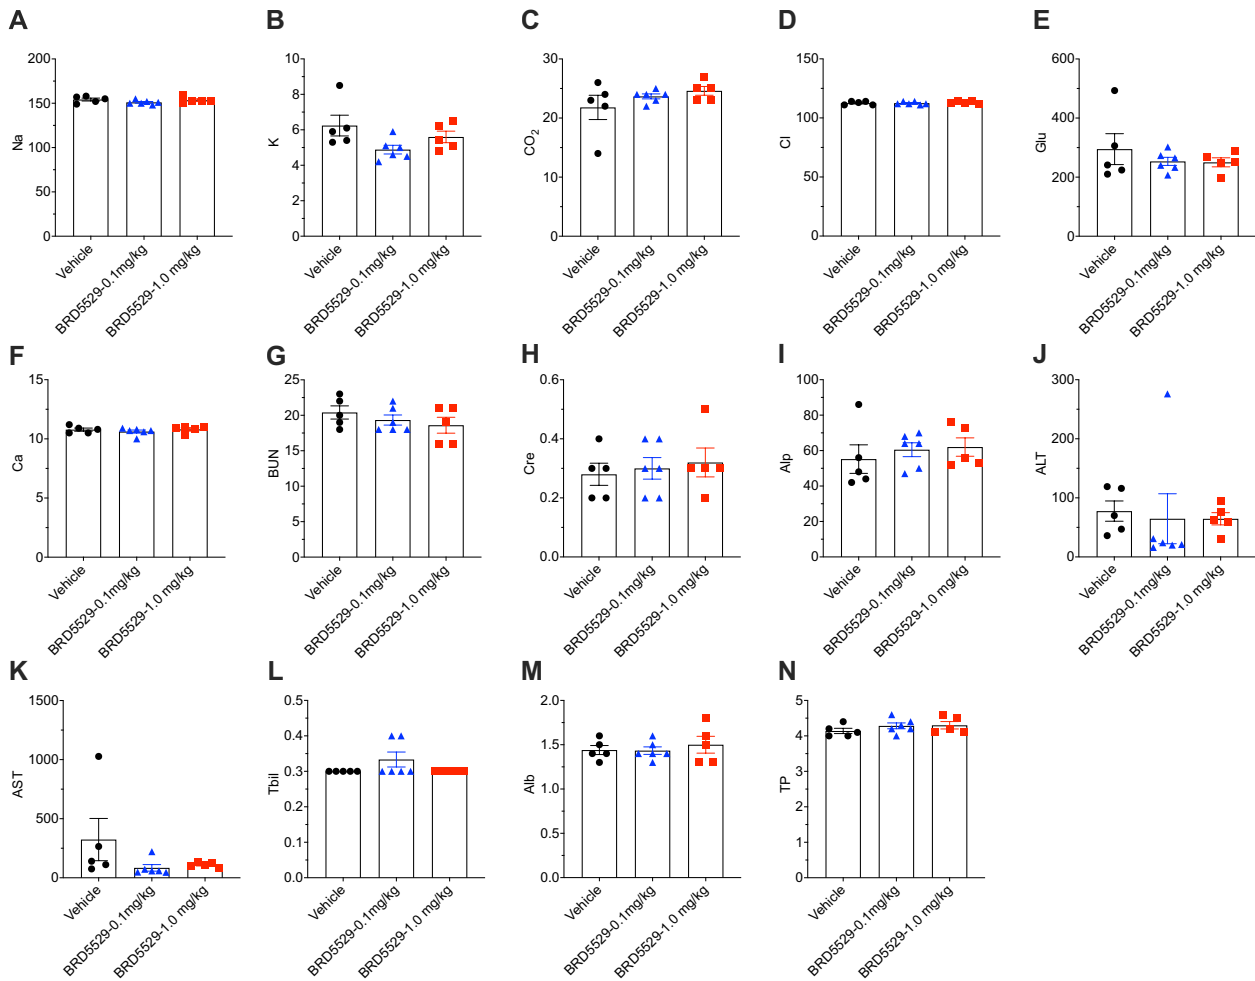 A
B
C
D
E
200
150
100
50
0
Na
Vehicle
BRD5529-0.1mg/kg
BRD5529-1.0 mg/kg
10
8
6
4
2
0
K
Vehicle
BRD5529-0.1mg/kg
BRD5529-1.0 mg/kg
30
20
10
0
CO2
Vehicle
BRD5529-0.1mg/kg
BRD5529-1.0 mg/kg
150
100
50
0
Cl
Vehicle
BRD5529-0.1mg/kg
BRD5529-1.0 mg/kg
600
400
200
0
Glu
Vehicle
BRD5529-0.1mg/kg
BRD5529-1.0 mg/kg
F
G
H
I
J
15
10
5
0
Ca
Vehicle
BRD5529-0.1mg/kg
BRD5529-1.0 mg/kg
25
20
15
10
5
0
BUN
Vehicle
BRD5529-0.1mg/kg
BRD5529-1.0 mg/kg
0.6
0.4
0.2
0.0
Cre
Vehicle
BRD5529-0.1mg/kg
BRD5529-1.0 mg/kg
100
80
60
40
20
0
Alp
Vehicle
BRD5529-0.1mg/kg
BRD5529-1.0 mg/kg
300
200
100
0
ALT
Vehicle
BRD5529-0.1mg/kg
BRD5529-1.0 mg/kg
K
L
M
N
1500
1000
500
0
AST
Vehicle
BRD5529-0.1mg/kg
BRD5529-1.0 mg/kg
0.5
0.4
0.3
0.2
0.1
0.0
Tbil
Vehicle
BRD5529-0.1mg/kg
BRD5529-1.0 mg/kg
2.0
1.5
1.0
0.5
0.0
Alb
Vehicle
BRD5529-0.1mg/kg
BRD5529-1.0 mg/kg
5
4
3
2
1
0
TP
Vehicle
BRD5529-0.1mg/kg
BRD5529-1.0 mg/kg